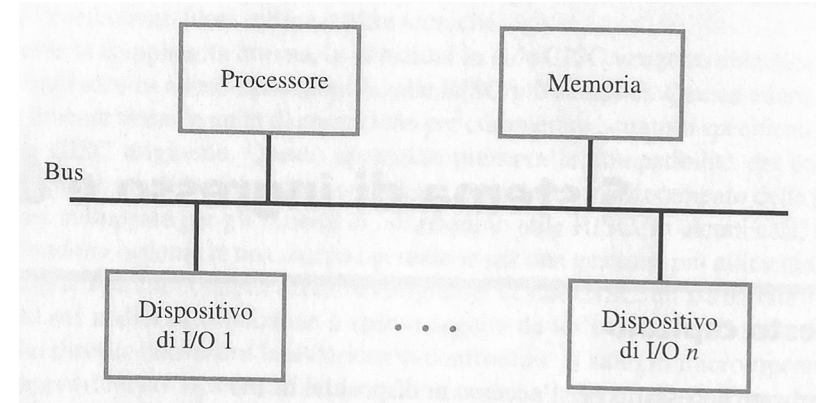 Processore
Memoria
Bus
Dispositivo
di I/O 1
. . .
Dispositivo
di I/O n